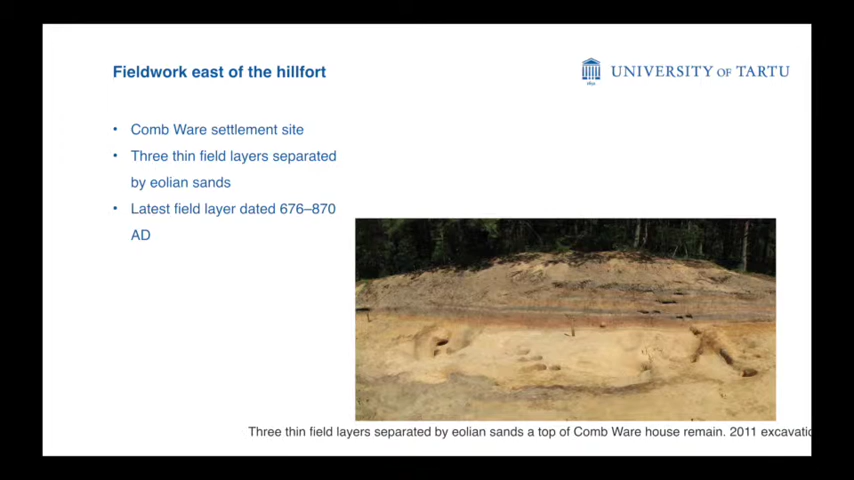 Fieldwork east of the hillfort
UNIVERSITY OF TARTU
• Comb Ware settlement site
• Three thin field layers separated
by eolian sands
• Latest field layer dated 676–870
AD
Three thin field layers separated by eolian sands a top of Comb Ware house remain. 2011